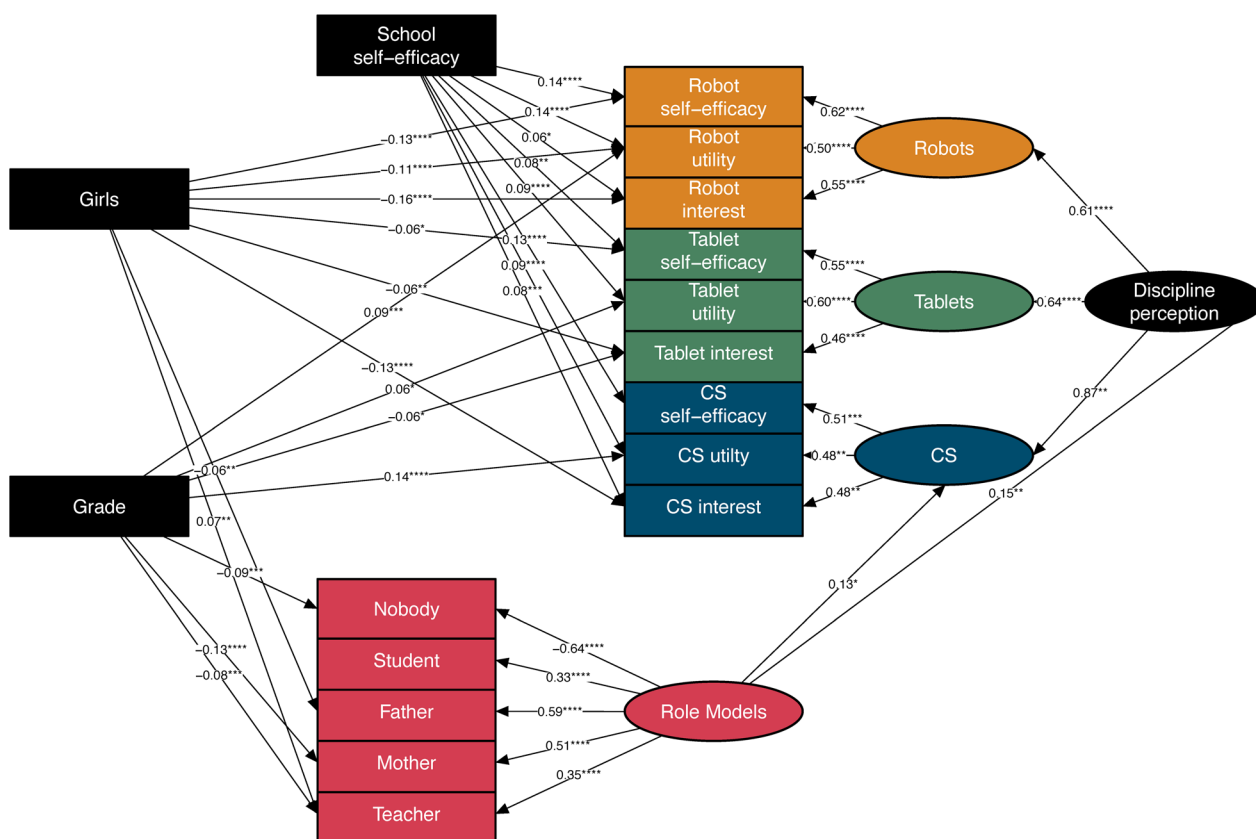 School
self−efficacy
0.14****
Robot
self−efficacy
0.62****
0.14****
−0.13****
0.06*
Robot
utility
0.50****
Robots
−0.11****
0.08**
0.09****
0.55****
Robot
interest
Girls
−0.16****
−0.06*
0.61****
0.13****
Tablet
self−efficacy
0.09****
0.55****
0.08***
−0.06**
Tablet
utility
0.60****
Tablets
0.64****
Discipline
perception
0.09***
0.46****
Tablet interest
−0.13****
0.06*
0.87**
−0.06*
CS
self−efficacy
0.51***
CS utilty
0.48**
CS
−0.06**
0.14****
0.48**
0.15**
Grade
CS interest
0.07**
−0.09***
0.13*
Nobody
−0.64****
−0.13****
Student
0.33****
−0.08***
Father
0.59****
Role Models
0.51****
Mother
0.35****
Teacher